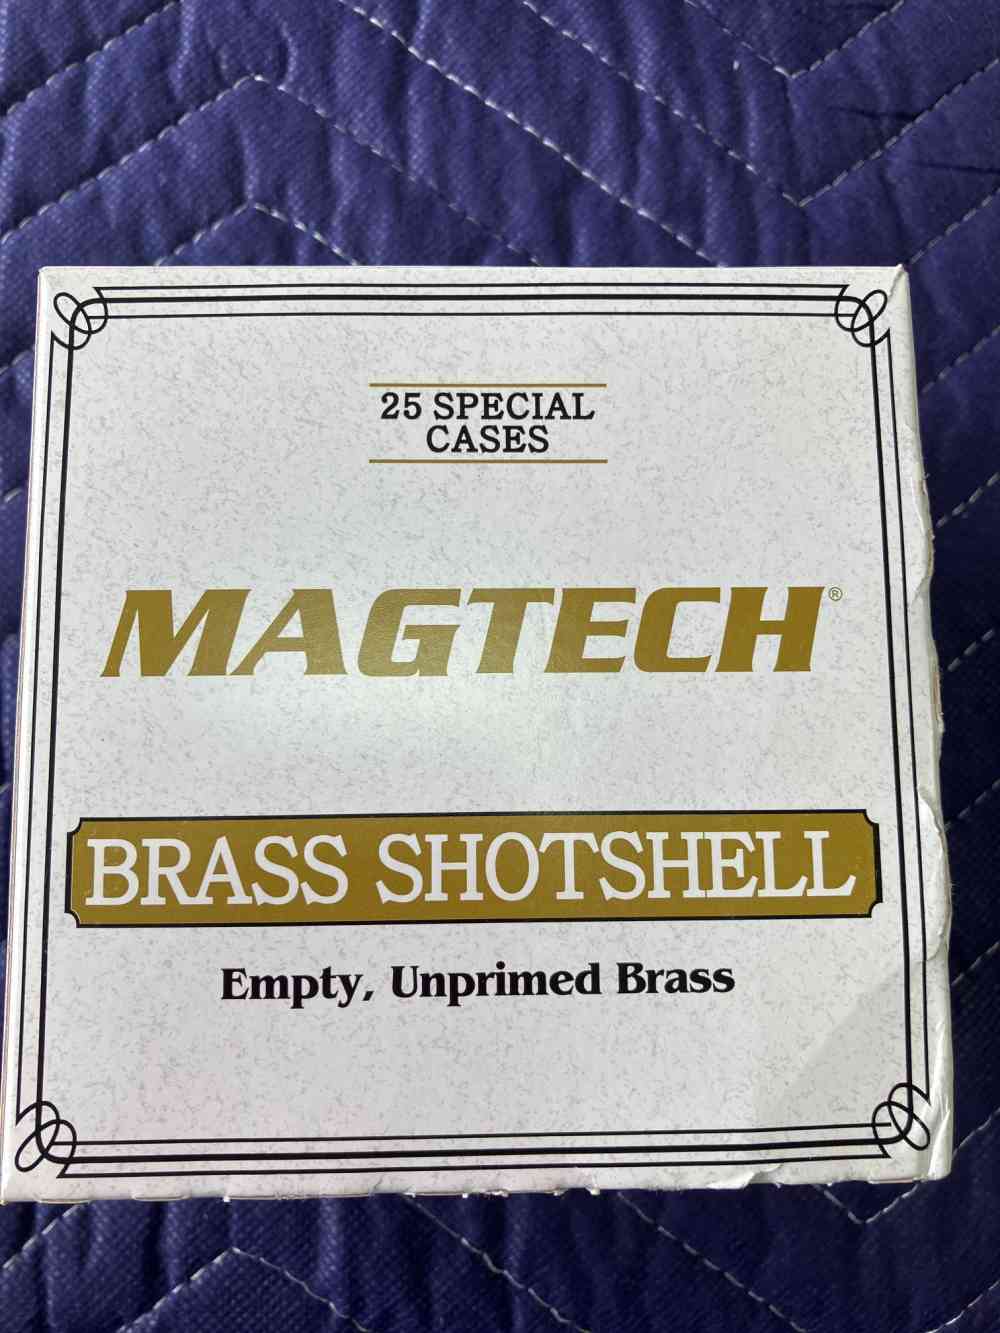 25 SPECIAL
CASES
MAGTECH®
BRASS SHOTSHELL
Empty, Unprimed Brass